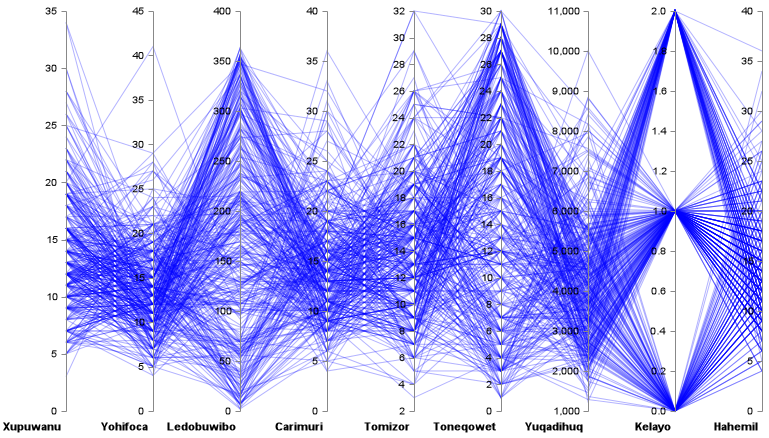 35 45 400 40 32 30 11,000 2.0 40
40 30 28 10,000 1.8 35
30 35 350 35 28 26 9,000 1.6 30
25 30 300 30 26 24 8,000 1.4 25
20 25 250 25 24 22 7,000 1.2 20
15 20 200 20 22 20 6,000 1.0 15
10 15 150 15 20 18 5,000 0.8 10
5 10 100 10 18 16 4,000 0.6 5
0 5 50 5 16 14 3,000 0.4 0
0 0 0 14 12 2,000 0.2
12 10 1,000 0.0
10 8
8 6
6 4
4 2
2 0
Xupuwanu Yohifoca Ledobuwibo Carimuri Tomizor Toneqowet Yuqadihuq Kelayo Hahemil